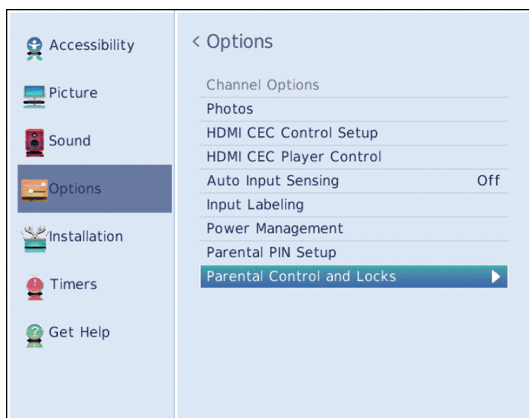 Accessibility
Picture
Sound
Options
Installation
Timers
Get Help
< Options
Channel Options
Photos
HDMI CEC Control Setup
HDMI CEC Player Control
Auto Input Sensing Off
Input Labeling
Power Management
Parental PIN Setup
Parental Control and Locks